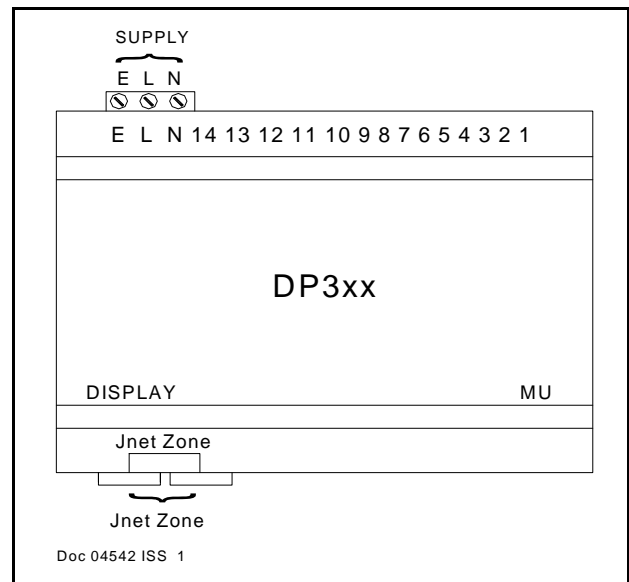 SUPPLY
E L N
E L N 14 13 12 11 10 9 8 7 6 5 4 3 2 1
DP3xx
DISPLAY MU
Jnet Zone
Jnet Zone
Doc 04542 ISS 1